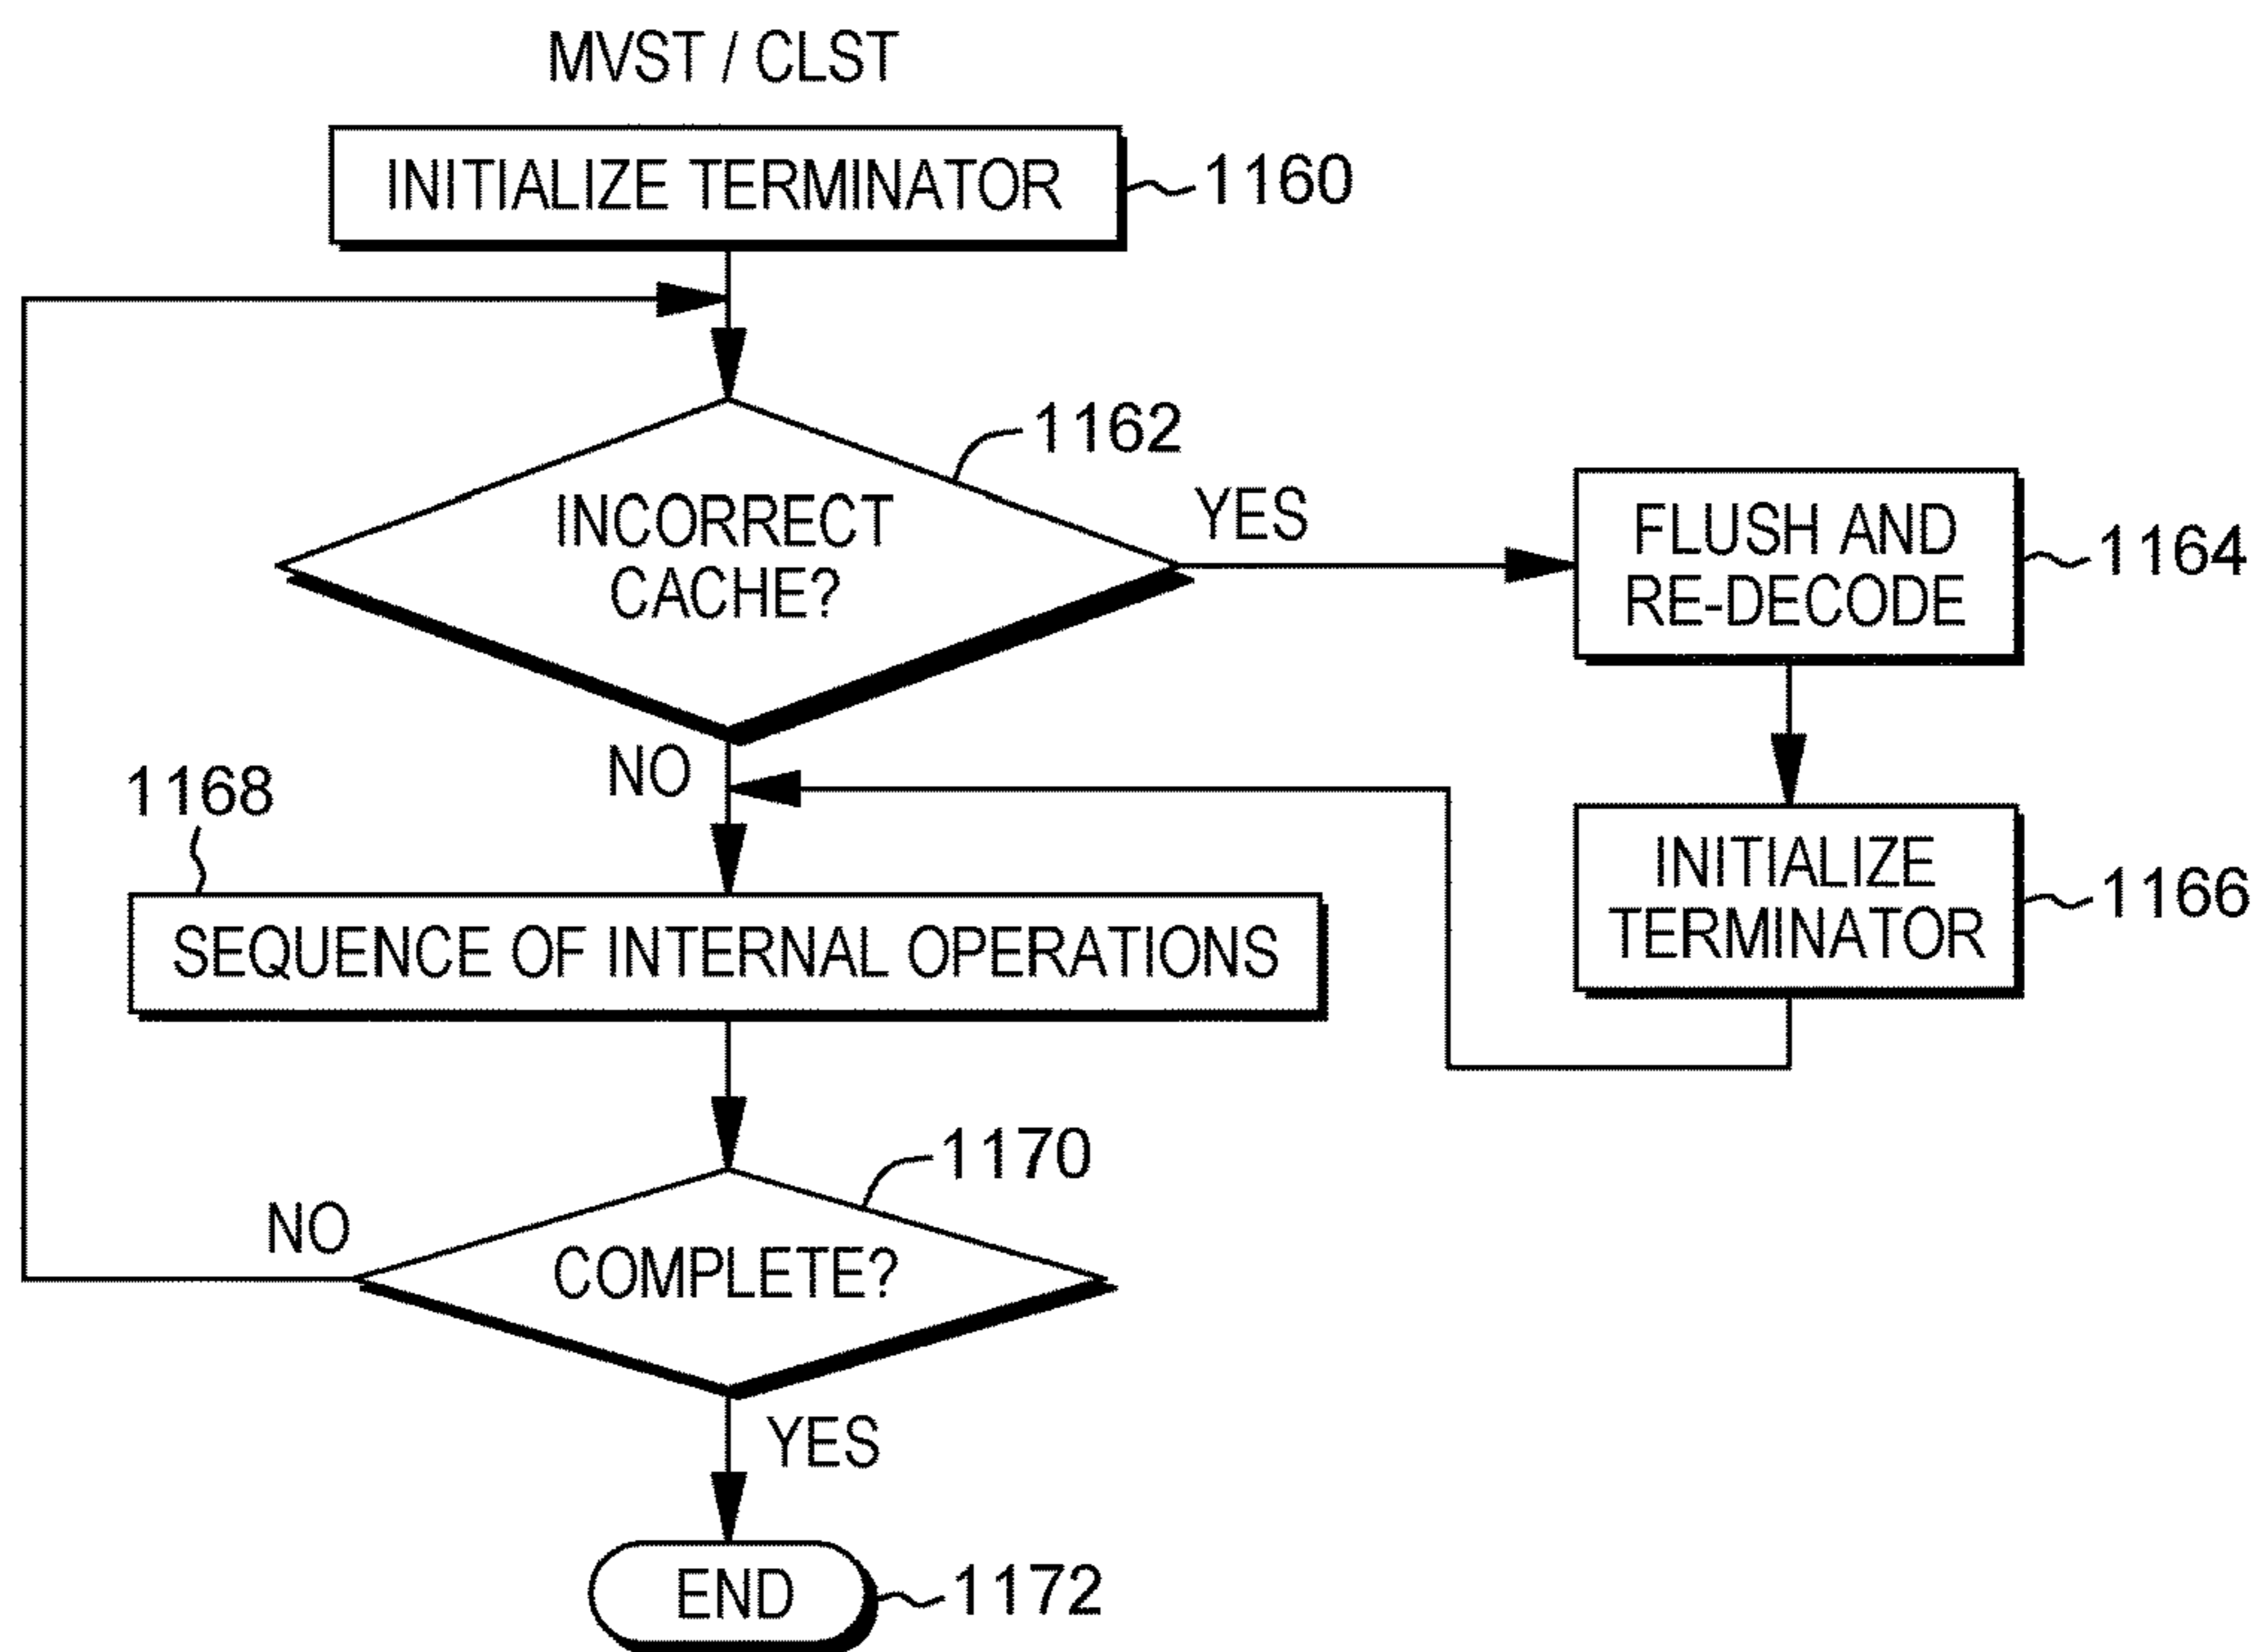 MVST / CLST
INITIALIZE TERMINATOR
1160
1162
INCORRECT
CACHE?
YES
FLUSH AND
RE-DECODE
1164
NO
1168
INITIALIZE
TERMINATOR
1166
SEQUENCE OF INTERNAL OPERATIONS
1170
NO
COMPLETE?
YES
END
1172